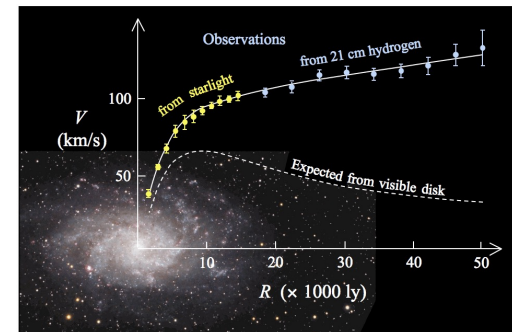 Observations
from 21 cm hydrogen
from starlight
100
V
(km/s)
50
Expected from visible disk
10 20 30 40 50
R (× 1000 ly)